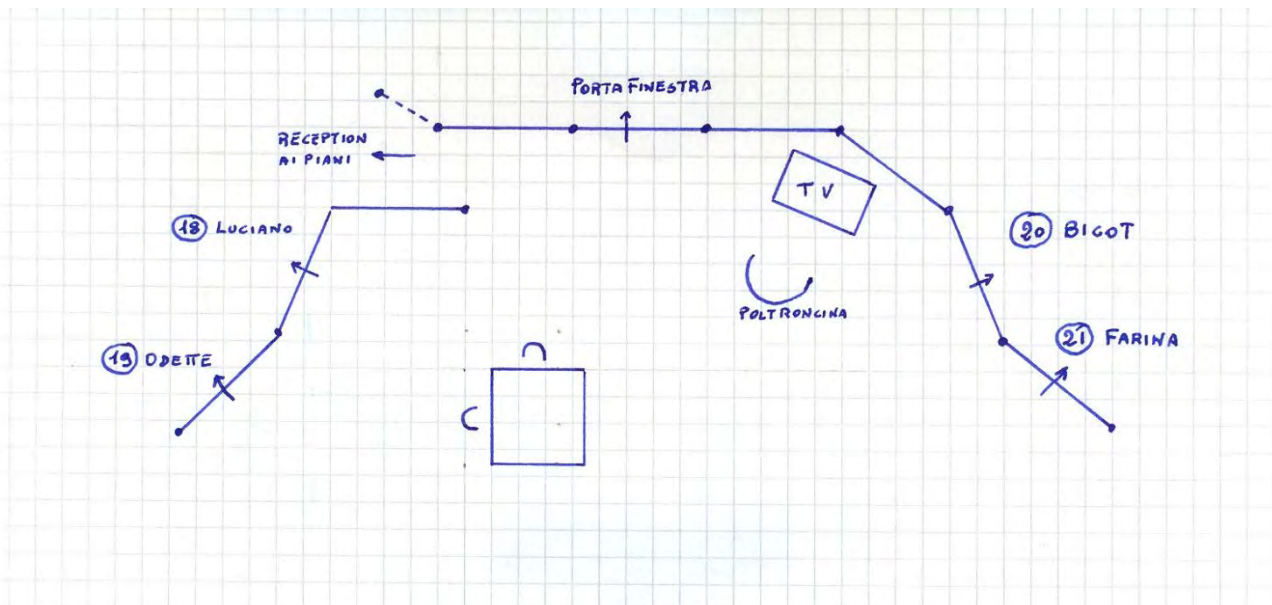 PORTA FINESTRA
RECEPTION
AI PIANI
TV
18 LUCIANO
20 BIGOT
POLTRONCINA
19 ODETTE
21 FARINA